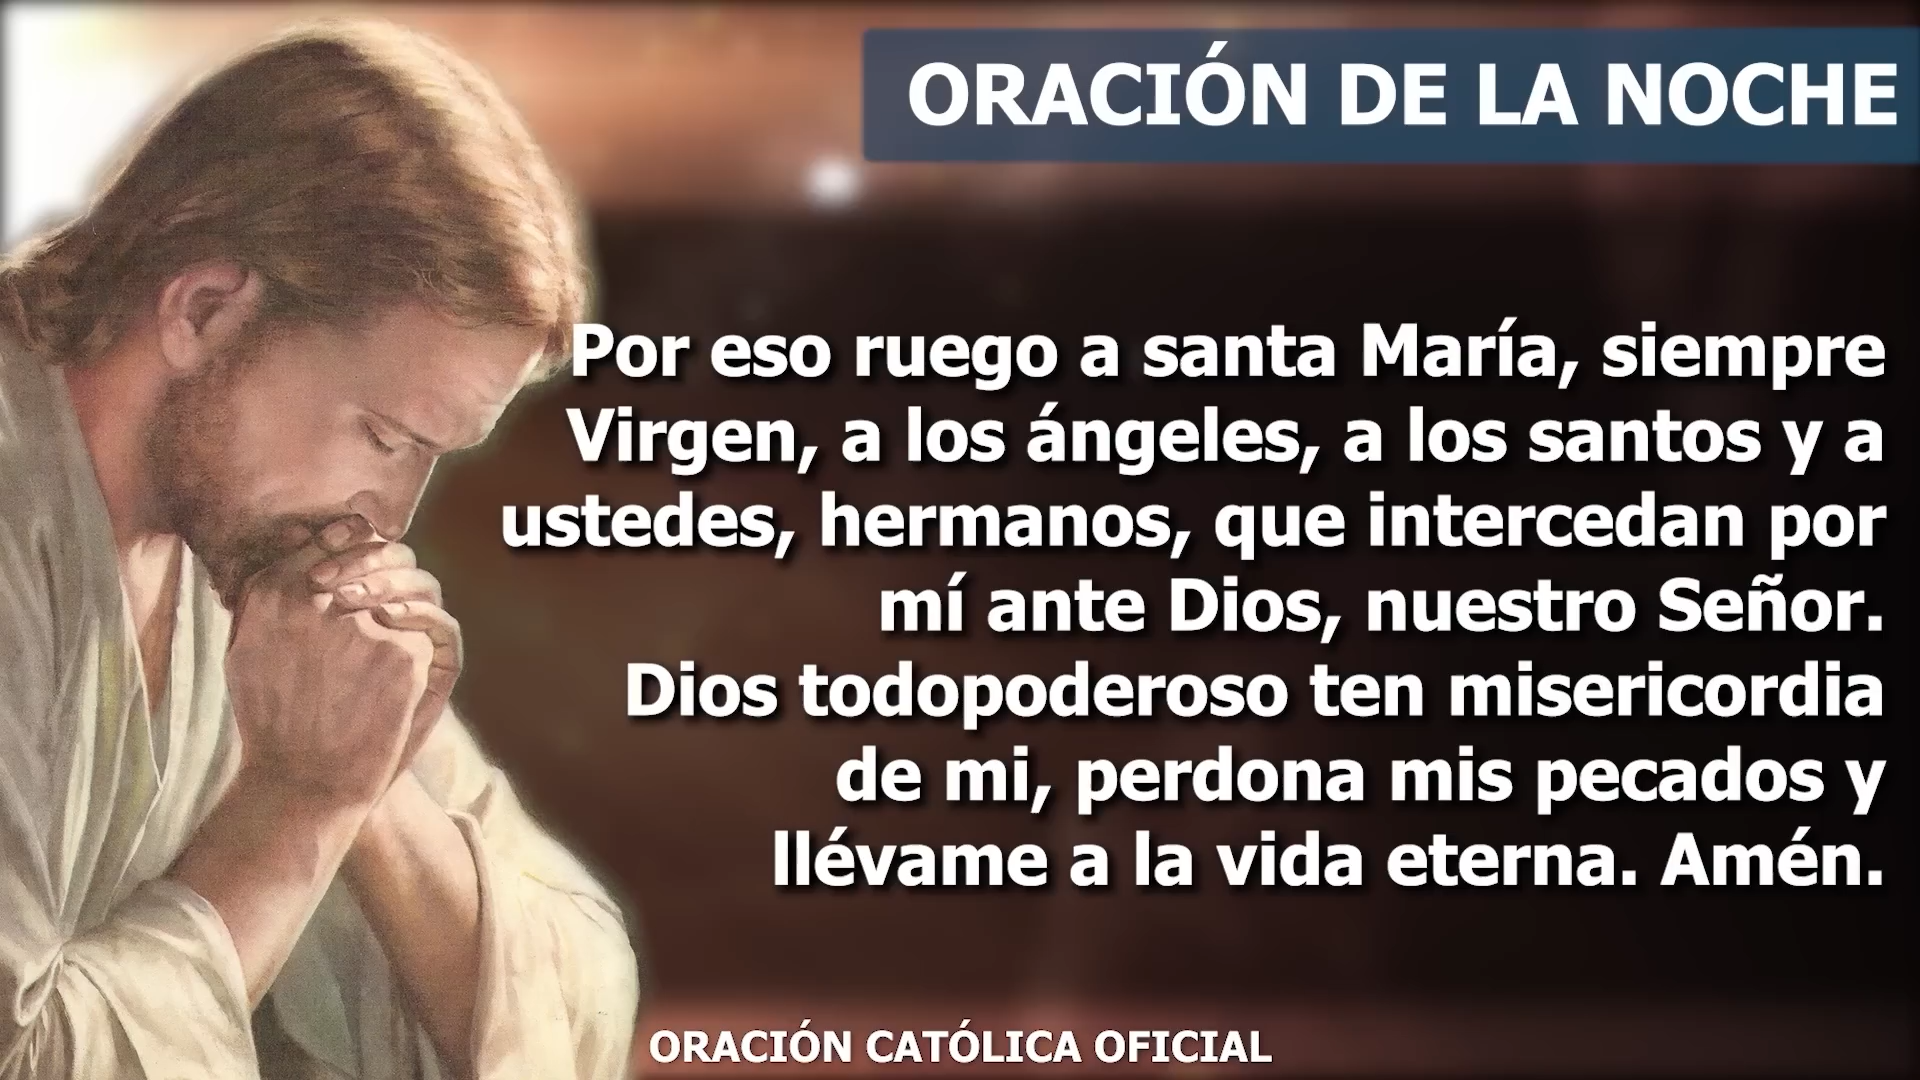 ORACIÓN DE LA NOCHE
Por eso ruego a santa María, siempre
Virgen, a los ángeles, a los santos y a
ustedes, hermanos, que intercedan por
mí ante Dios, nuestro Señor.
Dios todopoderoso ten misericordia
de mi, perdona mis pecados y
llévame a la vida eterna. Amén.
ORACIÓN CATÓLICA OFICIAL